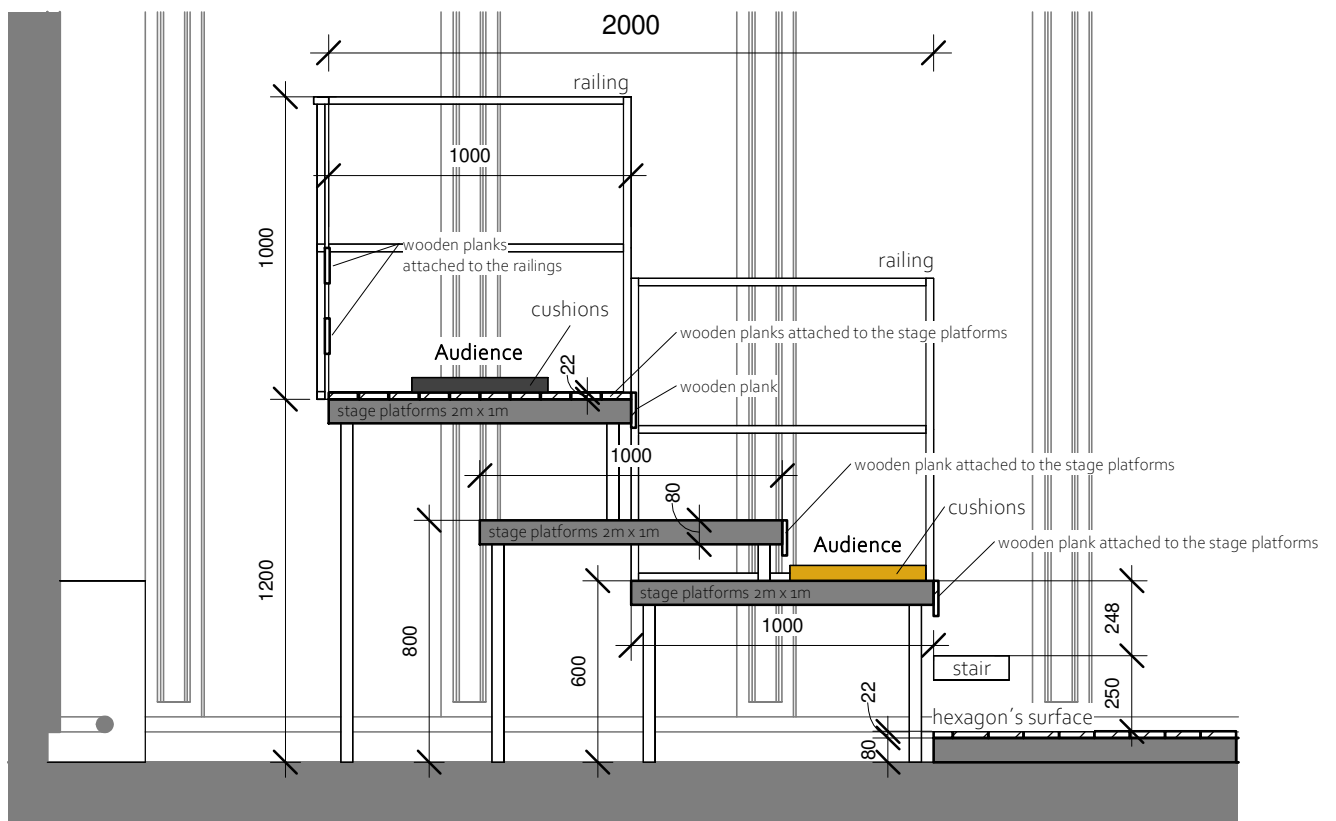 2000
railing
1000
1000
wooden planks
attached to the railings
railing
cushions
wooden planks attached to the stage platforms
Audience
22
wooden plank
stage platforms 2m x 1m
1000
wooden plank attached to the stage platforms
80
cushions
stage platforms 2m x 1m
Audience
wooden plank attached to the stage platforms
1200
stage platforms 2m x 1m
248
800
1000
600
stair
22
250
hexagon´s surface
80